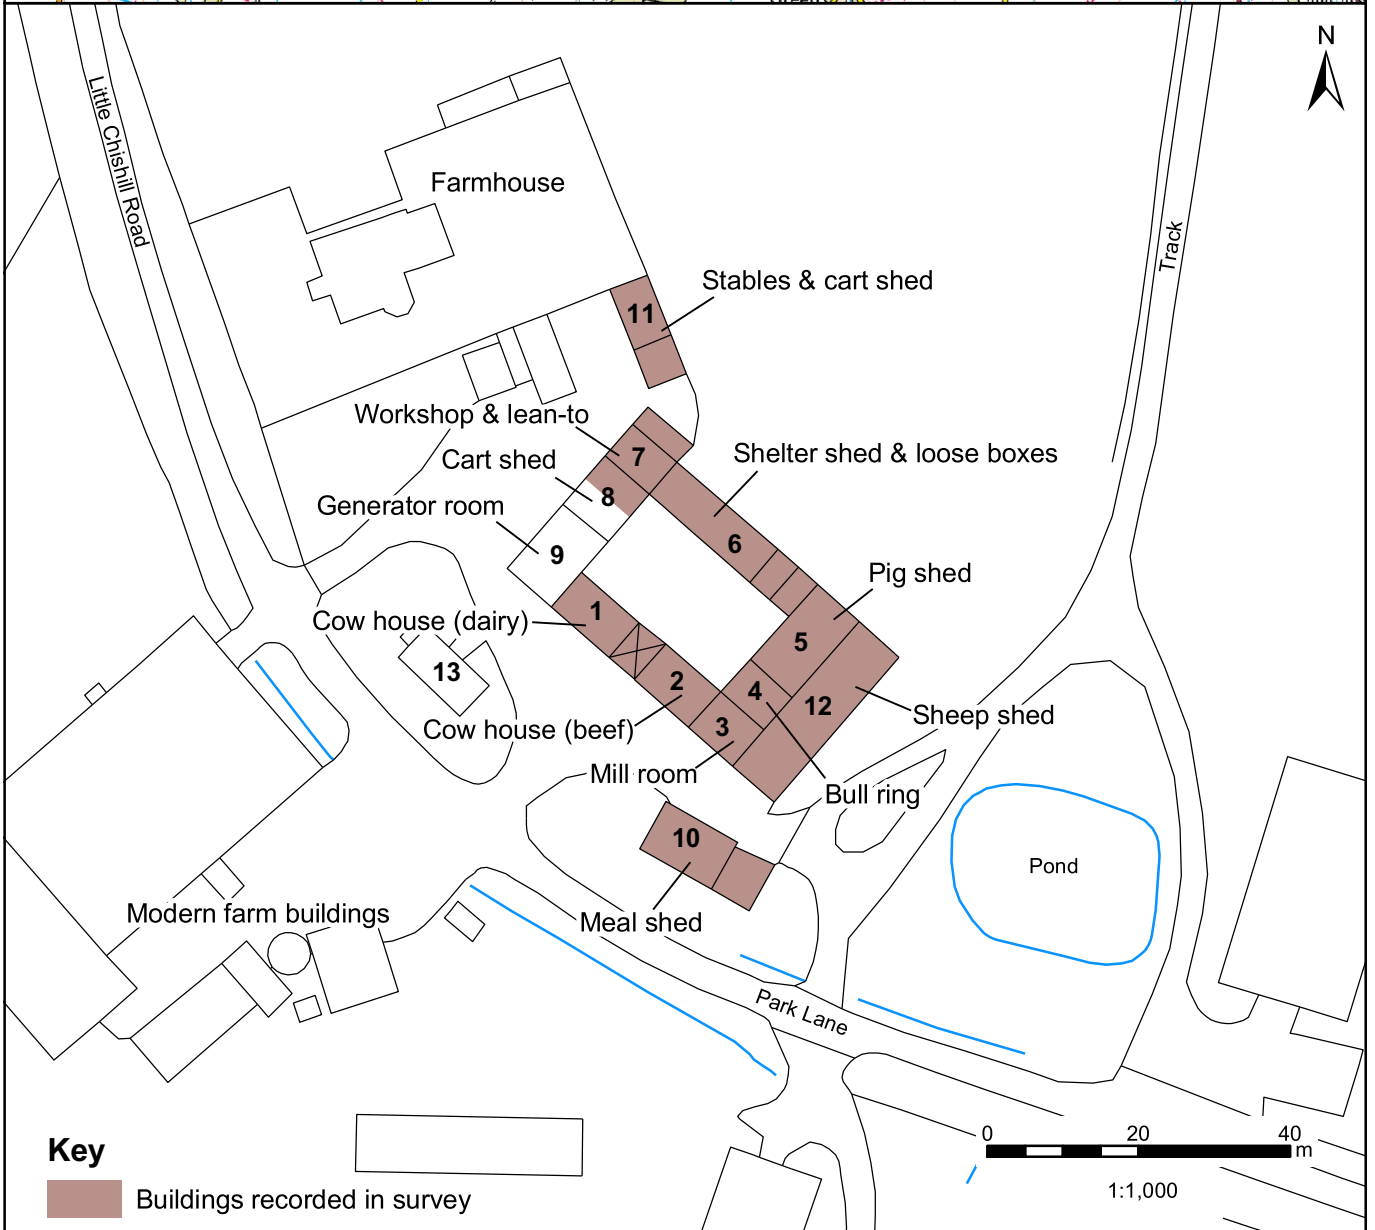 N
Little Chishill Road
Farmhouse
Track
Stables & cart shed
11
Workshop & lean-to
7
Shelter shed & loose boxes
Cart shed
8
Generator room
9
6
Pig shed
1
Cow house (dairy)
5
13
2
4
12
Sheep shed
Cow house (beef)
3
Mill room
Bull ring
10
Pond
Modern farm buildings
Meal shed
Park Lane
0 20 40
m
1:1,000
Key
Buildings recorded in survey